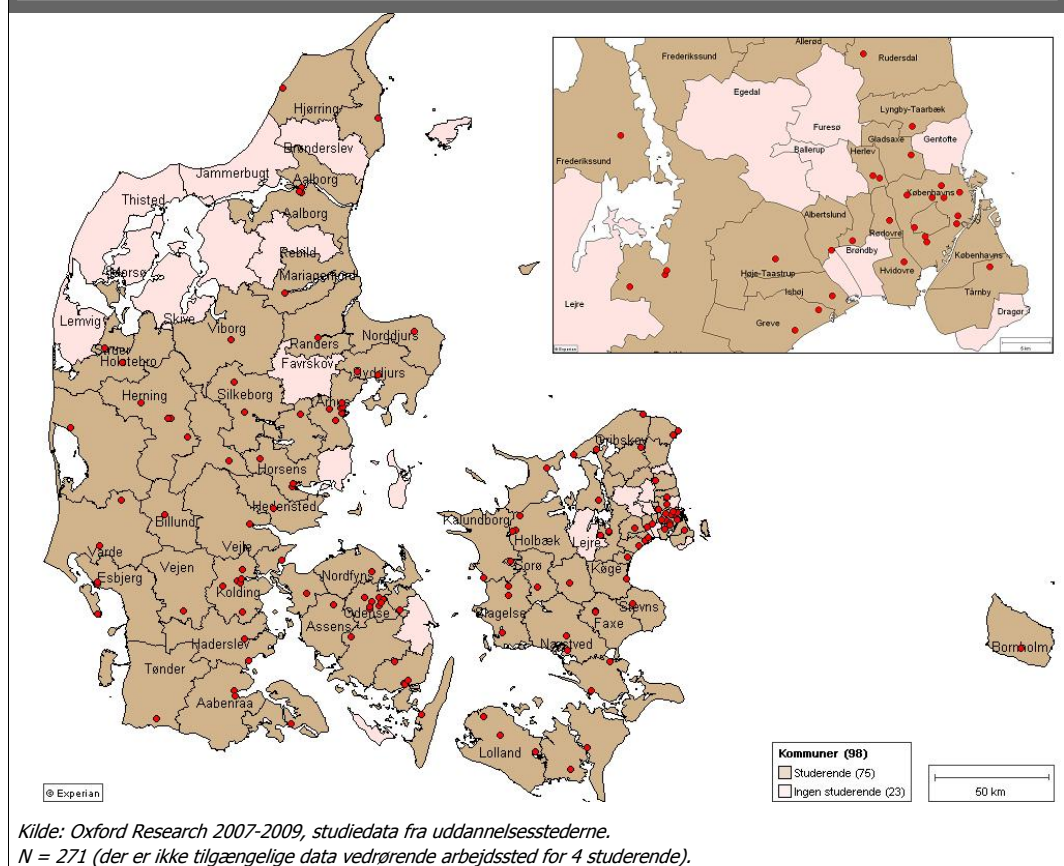 Hjørring
Brønderslev
Jammerbugt
Aalborg
Thisted
Aalborg
Rebild
Morsø
Mariagerfjord
Lemvig
Skive
Viborg
Randers
Norddjurs
Struer
Holstebro
Favrskov
Syddjurs
Silkeborg
Herning
Århus
Horsens
Hedensted
Billund
Varde
Vejle
Esbjerg
Vejen
Kolding
Nordfyns
Odense
Assens
Haderslev
Tønder
Aabenraa
Gribskov
Kalundborg
Holbæk
Lejre
Sorø
Køge
Slagelse
Stevns
Faxe
Næstved
Lolland
Bornholm
Allerød
Frederikssund
Rudersdal
Egedal
Lyngby-Taarbæk
Furesø
Gladsaxe
Gentofte
Ballerup
Herlev
Frederikssund
Københavns
Albertslund
Rødovre
Brøndby
Høje-Taastrup
Hvidovre
Københavns
Ishøj
Tårnby
Lejre
Greve
Dragør
© Experian
Kommuner (98)
Studerende (75)
Ingen studerende (23)
50 km
© Experian
Kilde: Oxford Research 2007-2009, studiedata fra uddannelsesstederne.
N = 271 (der er ikke tilgængelige data vedrørende arbejdssted for 4 studerende).